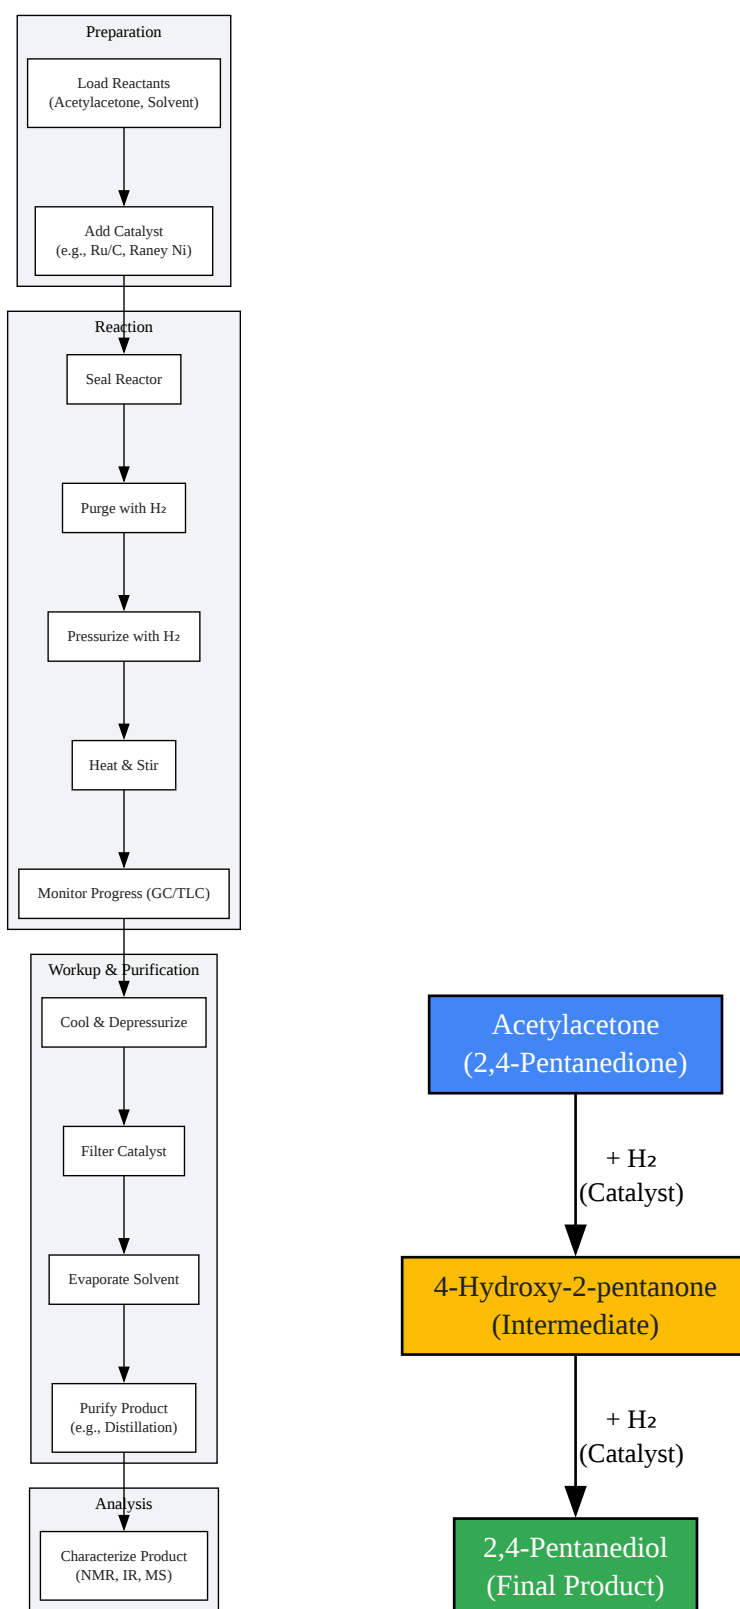 Preparation
Load Reactants
(Acetylacetone, Solvent)
Add Catalyst
(e.g., Ru/C, Raney Ni)
Reaction
Seal Reactor
Purge with H₂
Pressurize with H₂
Heat & Stir
Monitor Progress (GC/TLC)
Workup & Purification
Cool & Depressurize
Filter Catalyst
Evaporate Solvent
Purify Product
(e.g., Distillation)
Analysis
Characterize Product
(NMR, IR, MS)
Acetylacetone
(2,4-Pentanedione)
+ H₂
(Catalyst)
4-Hydroxy-2-pentanone
(Intermediate)
+ H₂
(Catalyst)
2,4-Pentanediol
(Final Product)